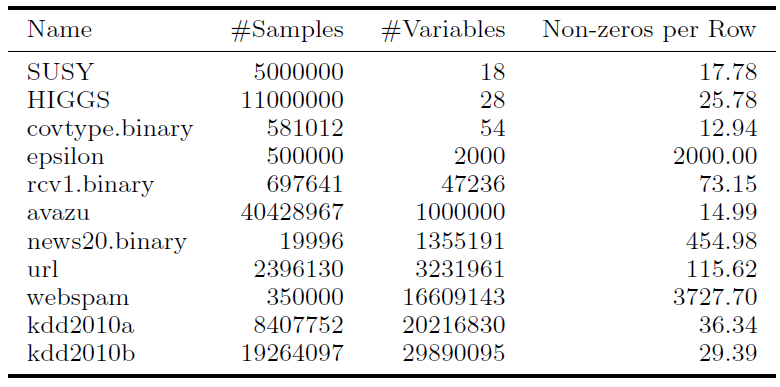 Name #Samples #Variables Non-zeros per Row
SUSY 5000000 18 17.78
HIGGS 11000000 28 25.78
covtype.binary 581012 54 12.94
epsilon 500000 2000 2000.00
rcv1.binary 697641 47236 73.15
avazu 40428967 1000000 14.99
news20.binary 19996 1355191 454.98
url 2396130 3231961 115.62
webspam 350000 16609143 3727.70
kdd2010a 8407752 20216830 36.34
kdd2010b 19264097 29890095 29.39